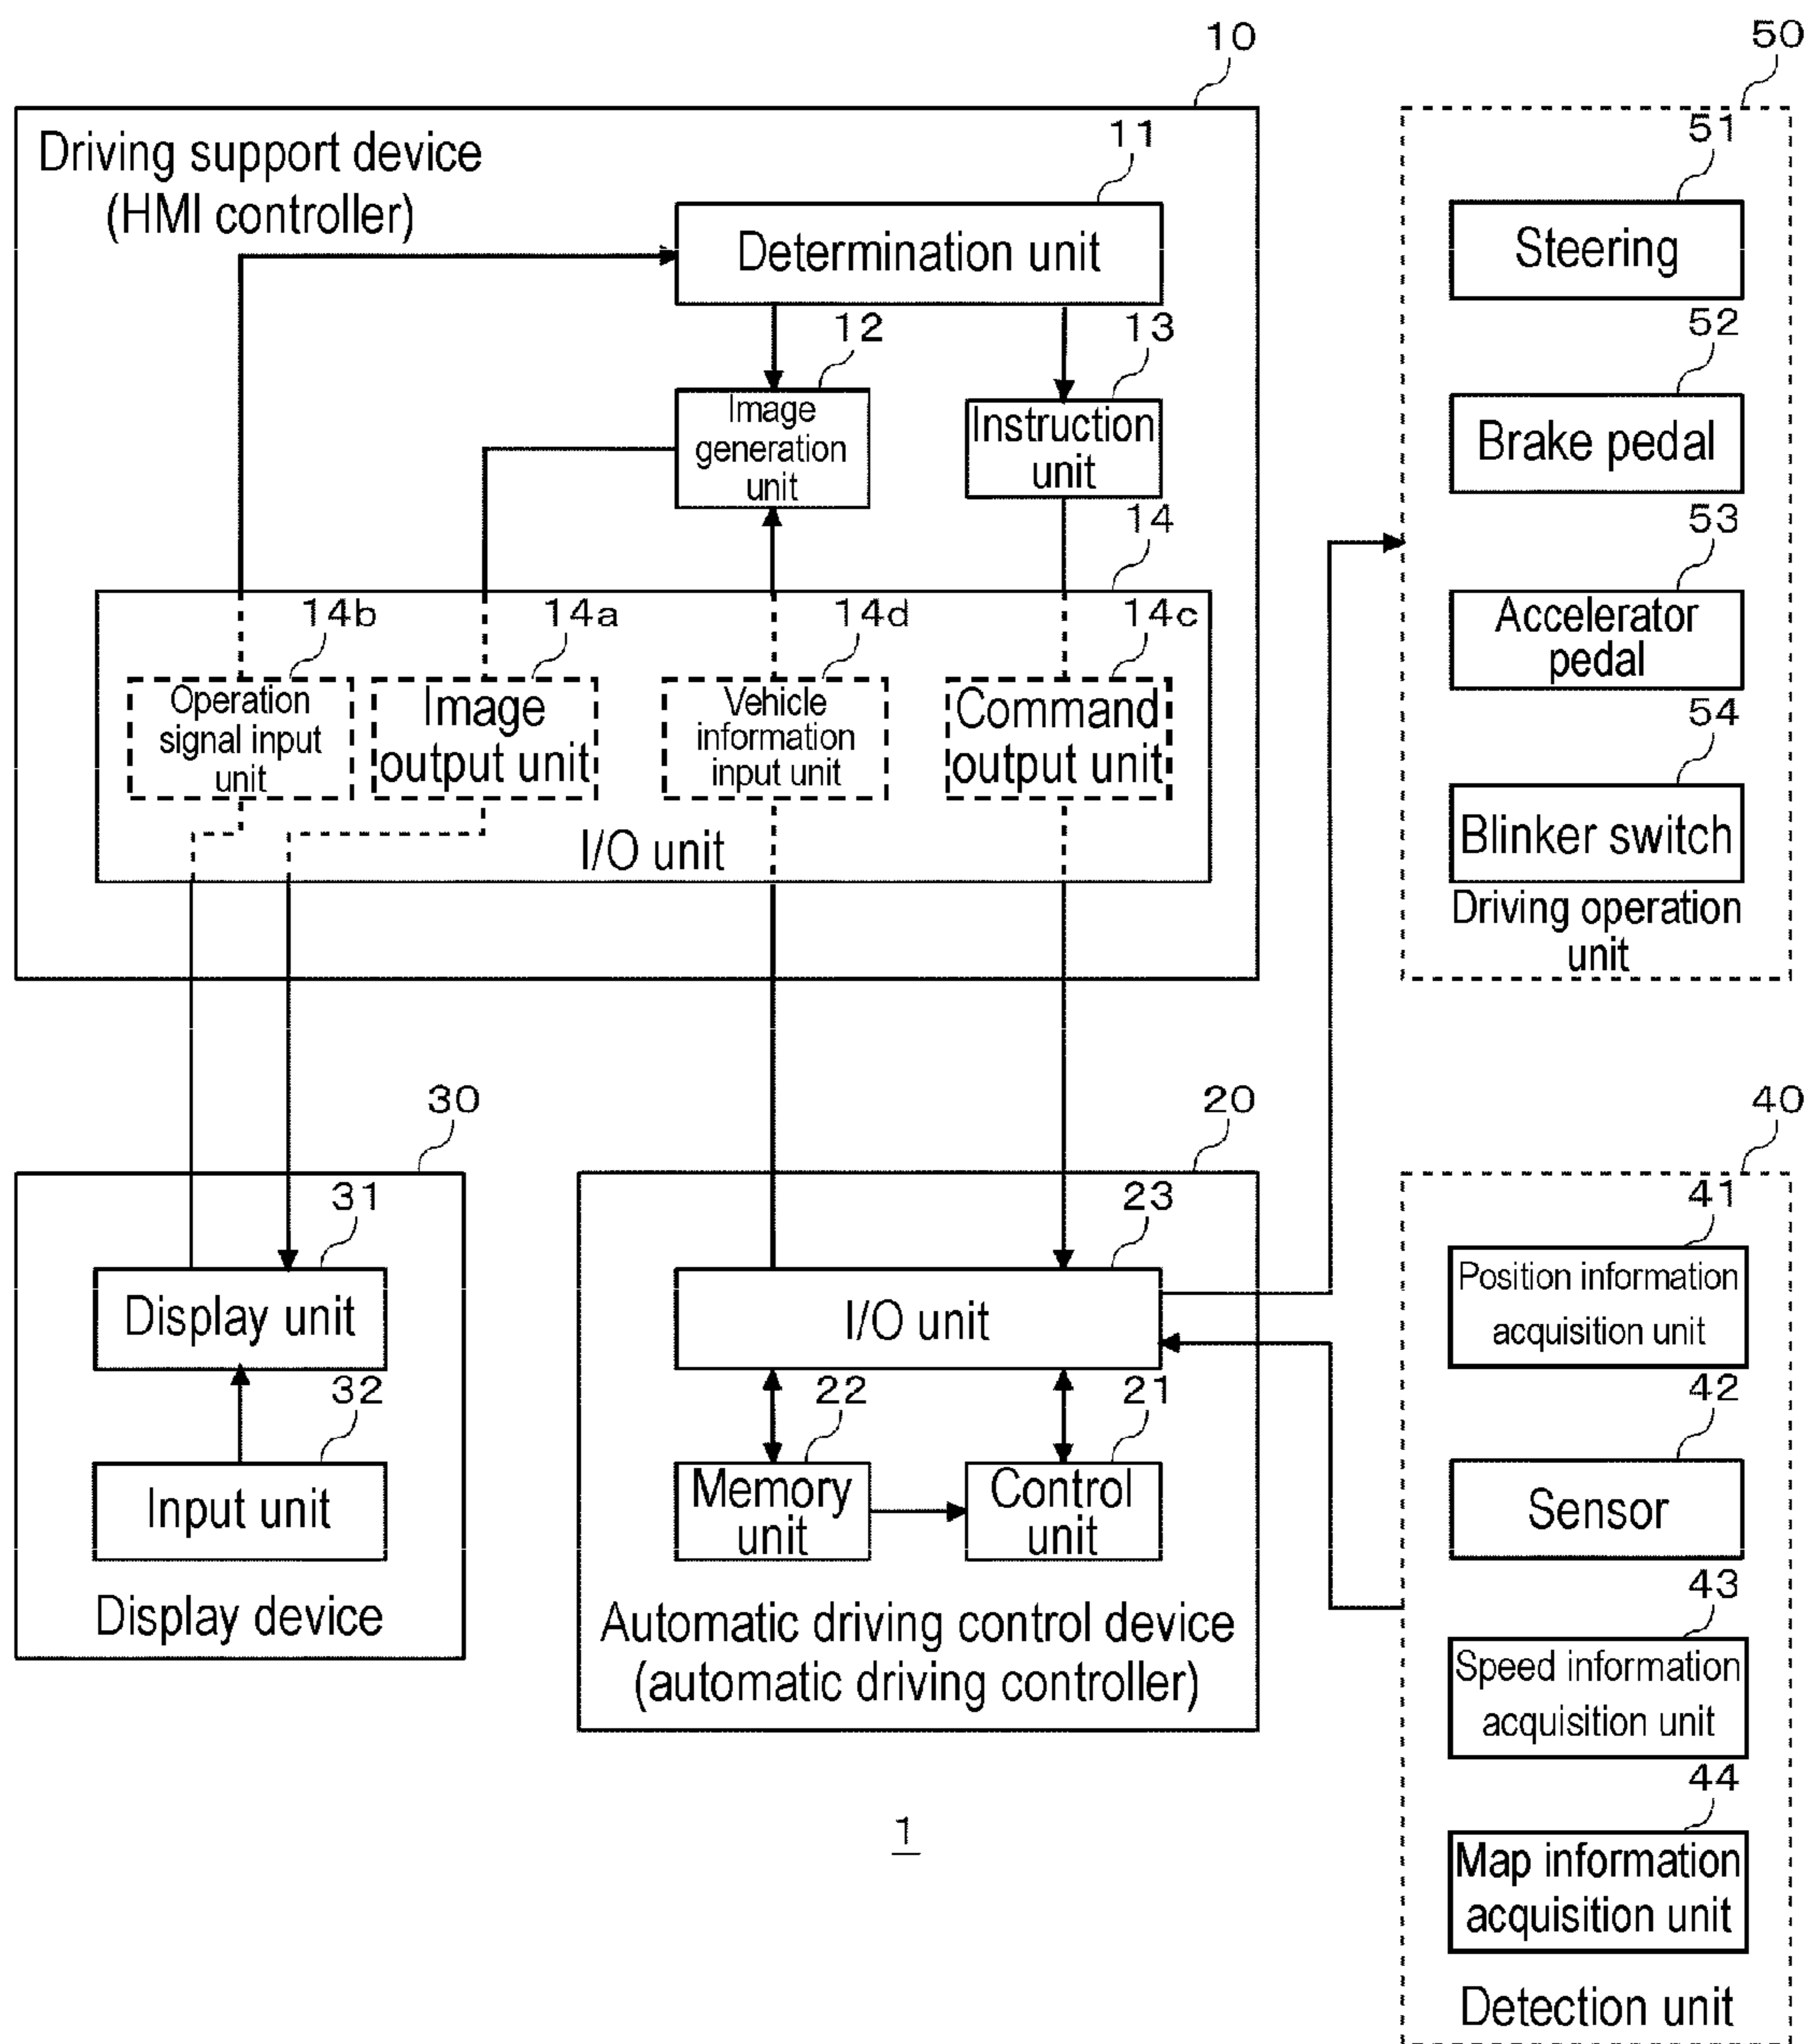 10
50
Driving support device
(HMI controller)
11
Determination unit
12
Image
generation
unit
13
Instruction
unit
14
14b
Operation
signal input
unit
14a
Image
output unit
14d
Vehicle
information
input unit
14c
Command
output unit
I/O unit
51
Steering
52
Brake pedal
53
Accelerator
pedal
54
Blinker switch
Driving operation
unit
30
31
Display unit
32
Input unit
Display device
20
23
I/O unit
22
Memory
unit
21
Control
unit
Automatic driving control device
(automatic driving controller)
40
41
Position information
acquisition unit
42
Sensor
43
Speed information
acquisition unit
44
Map information
acquisition unit
Detection unit
1